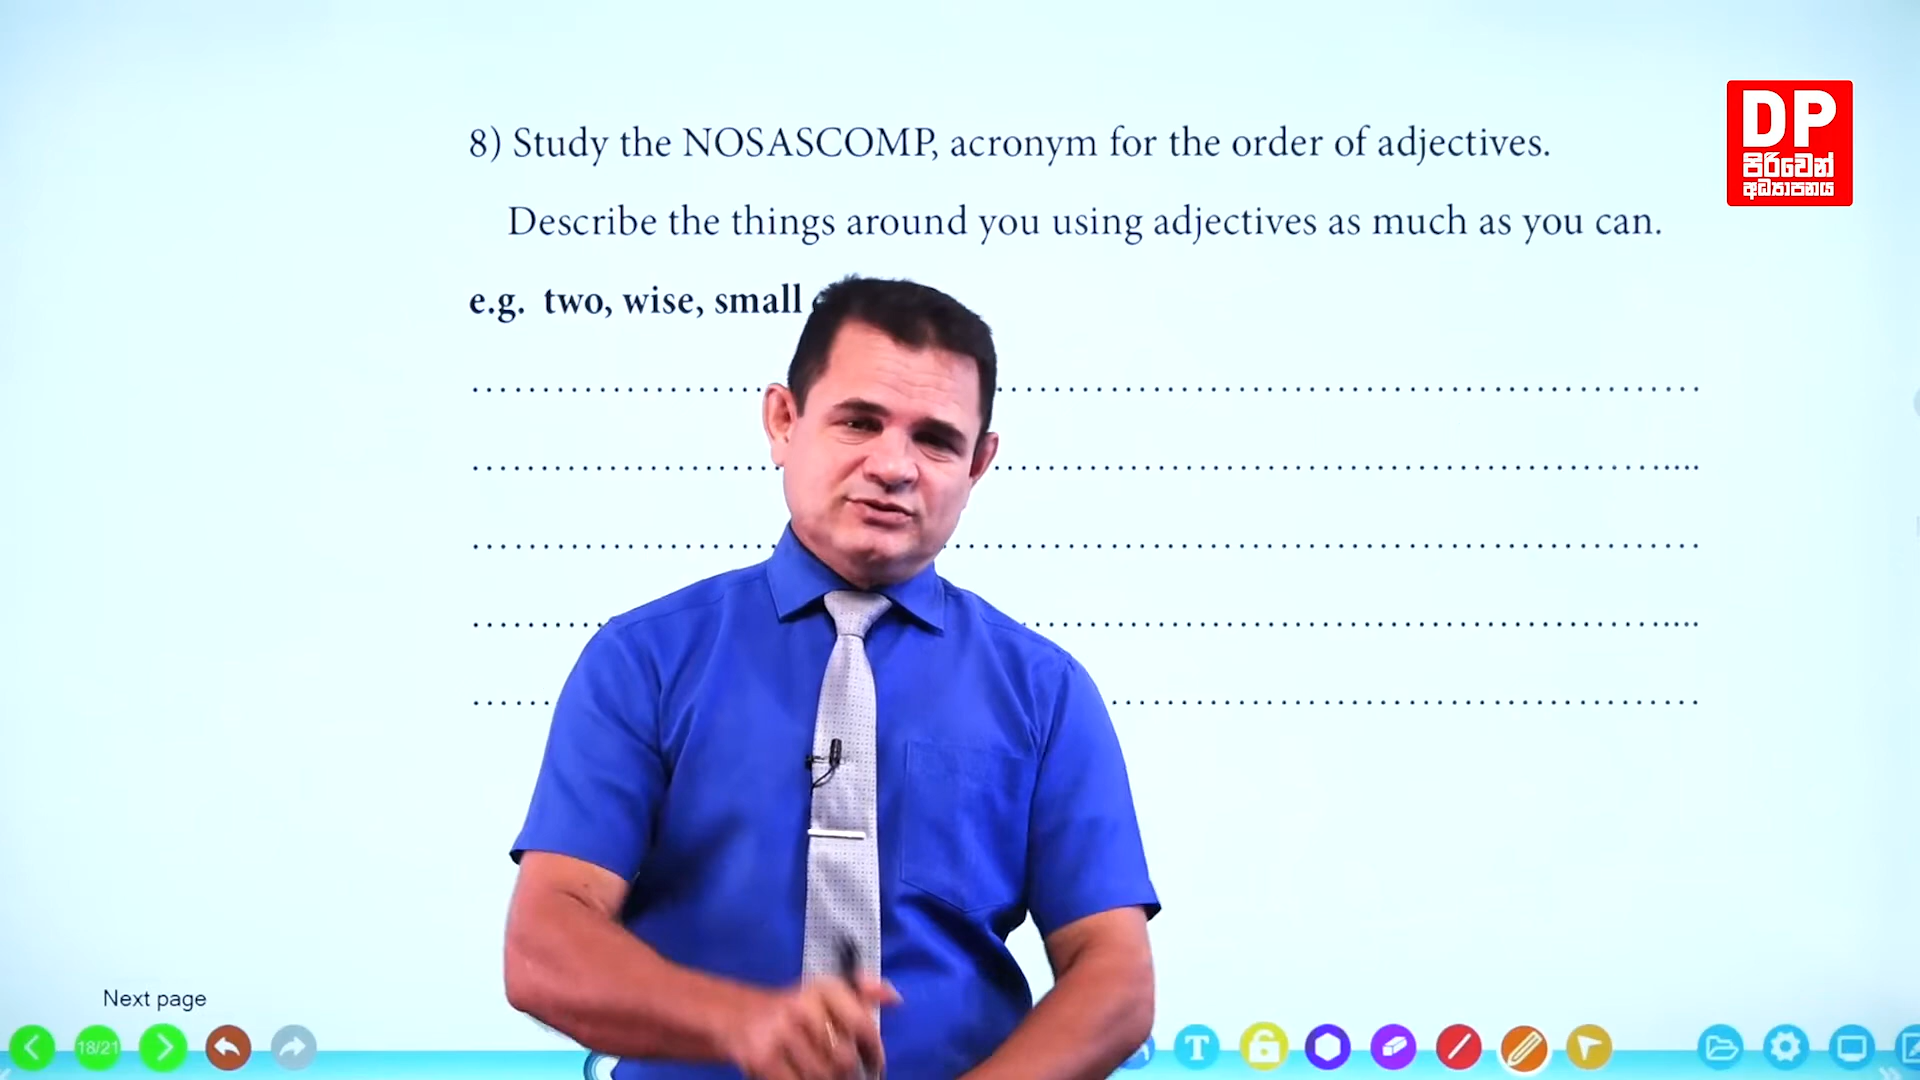 8) Study the NOSASCOMP, acronym for the order of adjectives.
Describe the things around you using adjectives as much as you can.
e.g. two, wise, small
DP
පිරිවෙන්
අධ්‍යාපනය
Next page
18/21
T